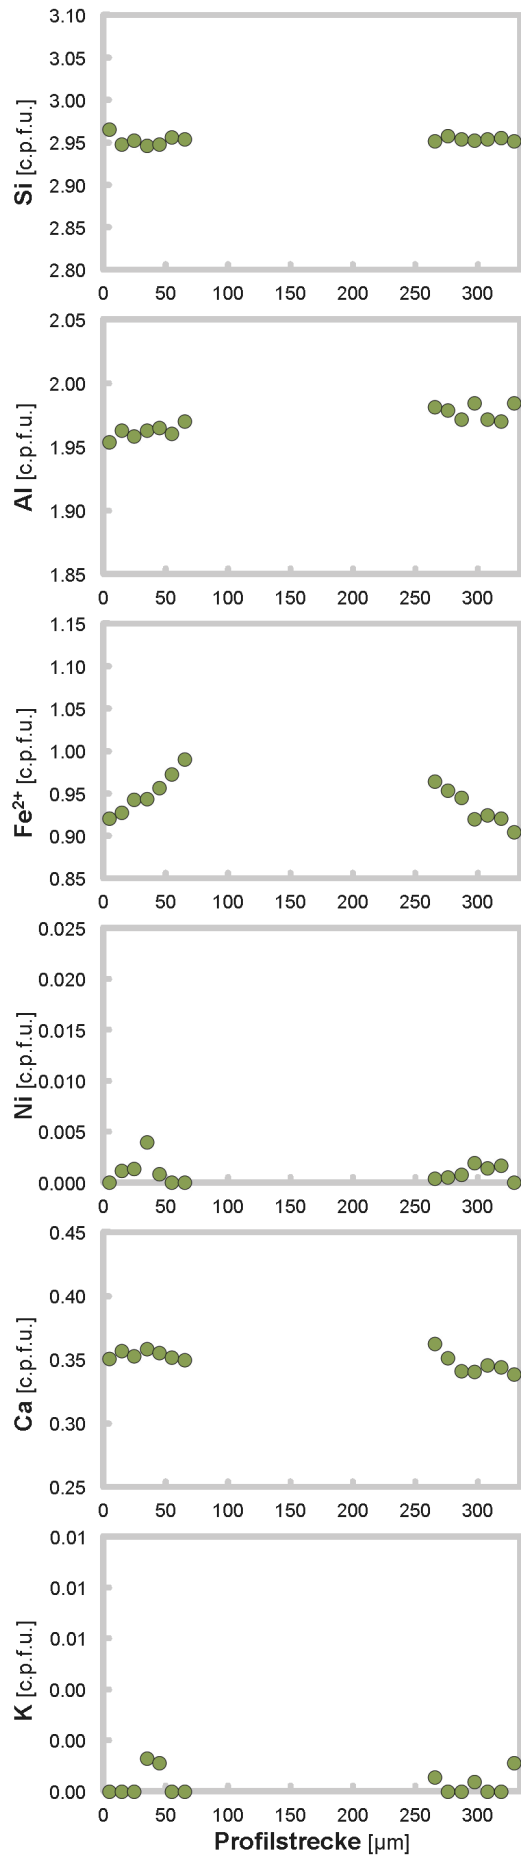 3.10
3.05
3.00
2.95
2.90
2.85
2.80
Si [c.p.f.u.]
0 50 100 150 200 250 300
2.05
2.00
1.95
1.90
1.85
Al [c.p.f.u.]
0 50 100 150 200 250 300
1.15
1.10
1.05
1.00
0.95
0.90
0.85
Fe²⁺ [c.p.f.u.]
0 50 100 150 200 250 300
0.025
0.020
0.015
0.010
0.005
0.000
Ni [c.p.f.u.]
0 50 100 150 200 250 300
0.45
0.40
0.35
0.30
0.25
Ca [c.p.f.u.]
0 50 100 150 200 250 300
0.01
0.01
0.01
0.00
0.00
0.00
K [c.p.f.u.]
0 50 100 150 200 250 300
Profilstrecke [µm]